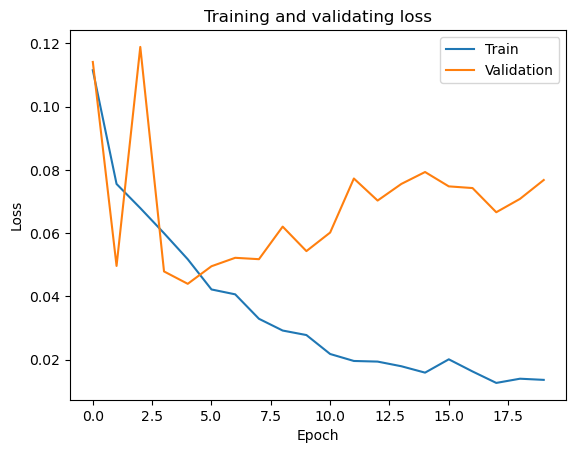 Training and validating loss
Train
Validation
0.12
0.10
0.08
0.06
0.04
0.02
Loss
0.0 2.5 5.0 7.5 10.0 12.5 15.0 17.5
Epoch